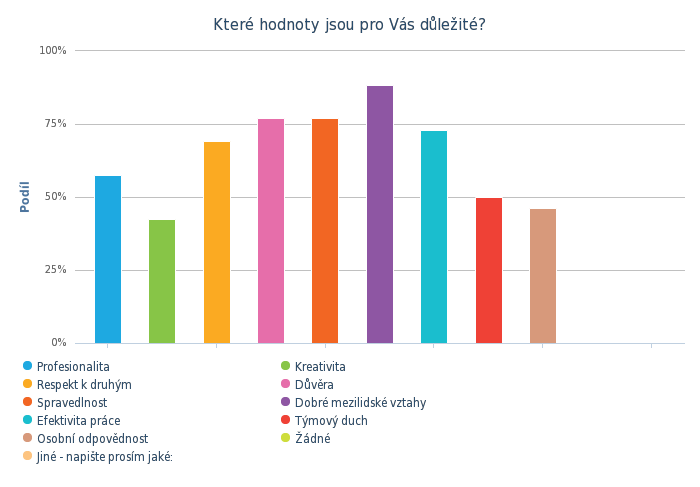 Které hodnoty jsou pro Vás důležité?
100%
75%
50%
25%
0%
Podíl
Profesionalita
Kreativita
Respekt k druhým
Důvěra
Spravedlnost
Dobré mezilidské vztahy
Efektivita práce
Týmový duch
Osobní odpovědnost
Žádné
Jiné - napište prosím jaké: